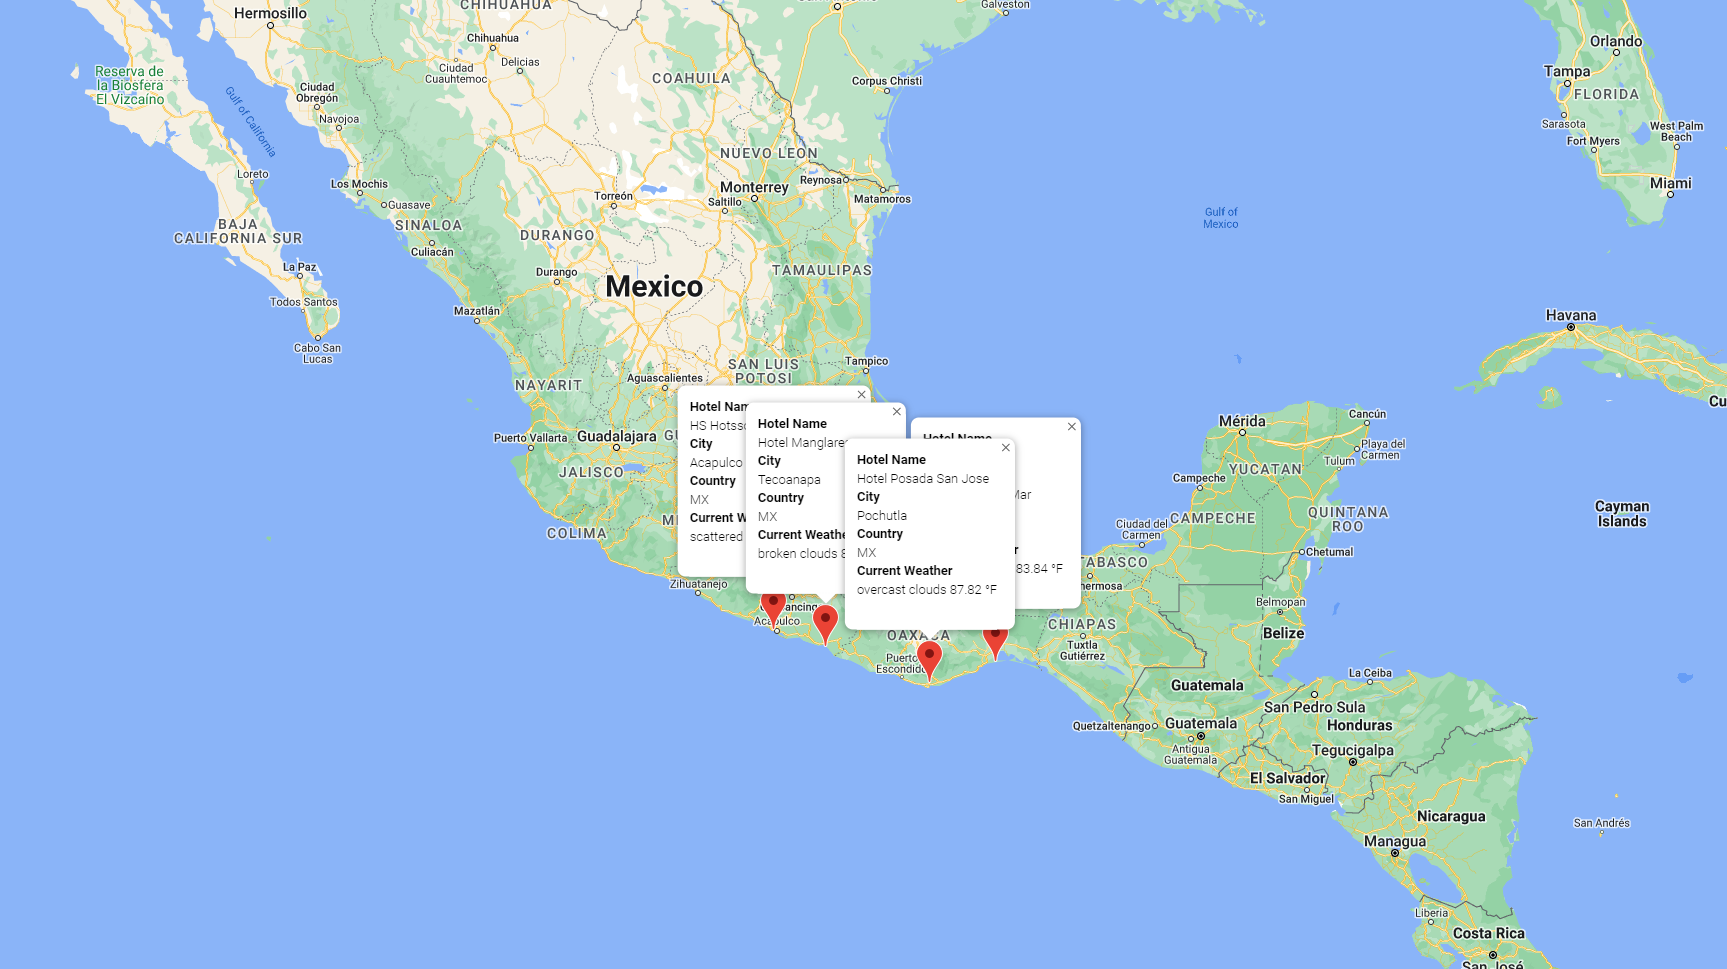 CHIHUAHUA
Galveston
Hermosillo
Chihuahua
Delicias
Ciudad
Cuauhtemoc
COAHUILA
Corpus Christi
Orlando
Tampa
FLORIDA
Reserva de
la Biosfera
El Vizcaíno
Gulf of California
Ciudad
Obregón
Navojoa
Sarasota
Fort Myers
West Palm
Beach
Miami
NUEVO LEON
Loreto
Los Mochis
Guasave
Torreón
Monterrey
Saltillo
Reynosa
Matamoros
Gulf of
Mexico
BAJA
CALIFORNIA SUR
SINALOA
Culiacán
DURANGO
La Paz
Durango
TAMAULIPAS
Mexico
Todos Santos
Mazatlán
Cabo San
Lucas
Havana
SAN LUIS
POTOSI
Tampico
Aguascalientes
NAYARIT
Cu
Puerto Vallarta
Guadalajara
GU
JALISCO
COLIMA
MI
Zihuatanejo
Hotel Nam
HS Hotss
City
Acapulco
Country
MX
Current W
scattered
Hotel Name
Hotel Manglares
City
Tecoanapa
Country
MX
Current Weathe
broken clouds 8
Hotel Name
Hotel Posada San Jose
City
Pochutla
Country
MX
Current Weather
overcast clouds 87.82 °F
Hotel Name
Mar
r
83.84 °F
Mérida
Cancún
Playa del
Carmen
Tulum
YUCATAN
Campeche
QUINTANA
ROO
Ciudad del
Carmen
CAMPECHE
Cayman
Islands
Chetumal
TABASCO
hermosa
Belmopan
Belize
ancingo
Acapulco
OAXACA
Puerto
Escondido
CHIAPAS
Tuxtla
Gutiérrez
Guatemala
La Ceiba
San Pedro Sula
Honduras
Quetzaltenango
Guatemala
Antigua
Guatemala
Tegucigalpa
El Salvador
San Miguel
Nicaragua
San Andrés
Managua
Liberia
Costa Rica
San José